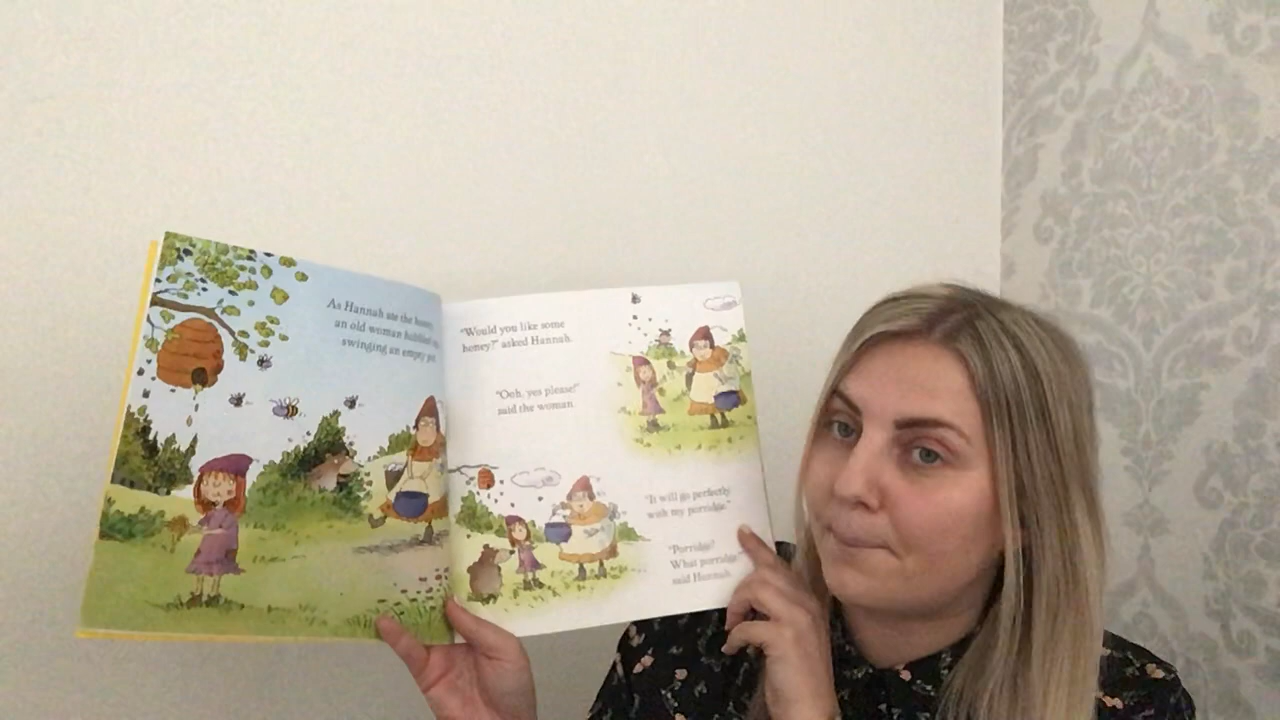 As Hannah ate the honey,
an old woman hobbled up,
swinging an empty pot.
"Would you like some
honey?" asked Hannah.
"Ooh, yes please!"
said the woman.
"It will go perfectly
with my porridge."
"Porridge?
What porridge?"
said Hannah.